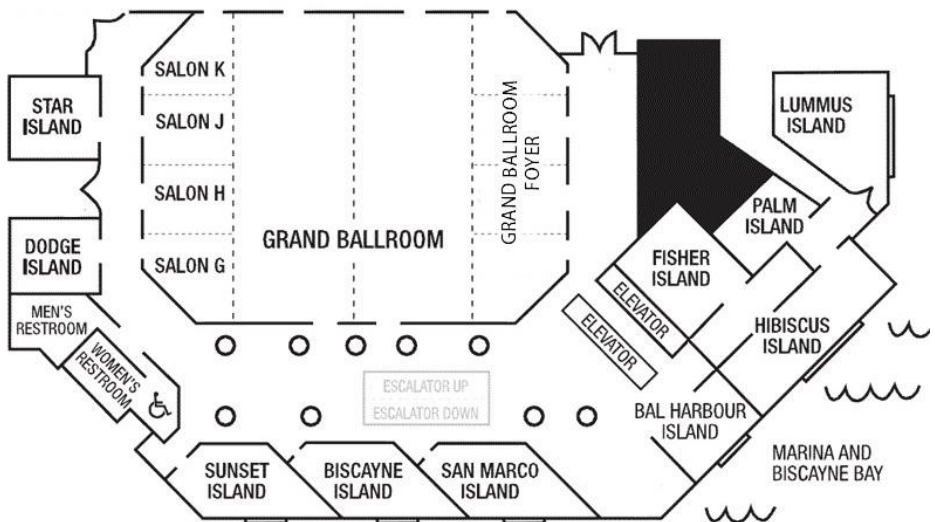 STAR
ISLAND
SALON K
SALON J
SALON H
SALON G
GRAND BALLROOM
GRAND BALLROOM
FOYER
LUMMUS
ISLAND
PALM
ISLAND
FISHER
ISLAND
ELEVATOR
ELEVATOR
HIBISCUS
ISLAND
DODGE
ISLAND
MEN'S
RESTROOM
WOMEN'S
RESTROOM
ESCALATOR UP
ESCALATOR DOWN
BAL HARBOUR
ISLAND
SUNSET
ISLAND
BISCAYNE
ISLAND
SAN MARCO
ISLAND
MARINA AND
BISCAYNE BAY